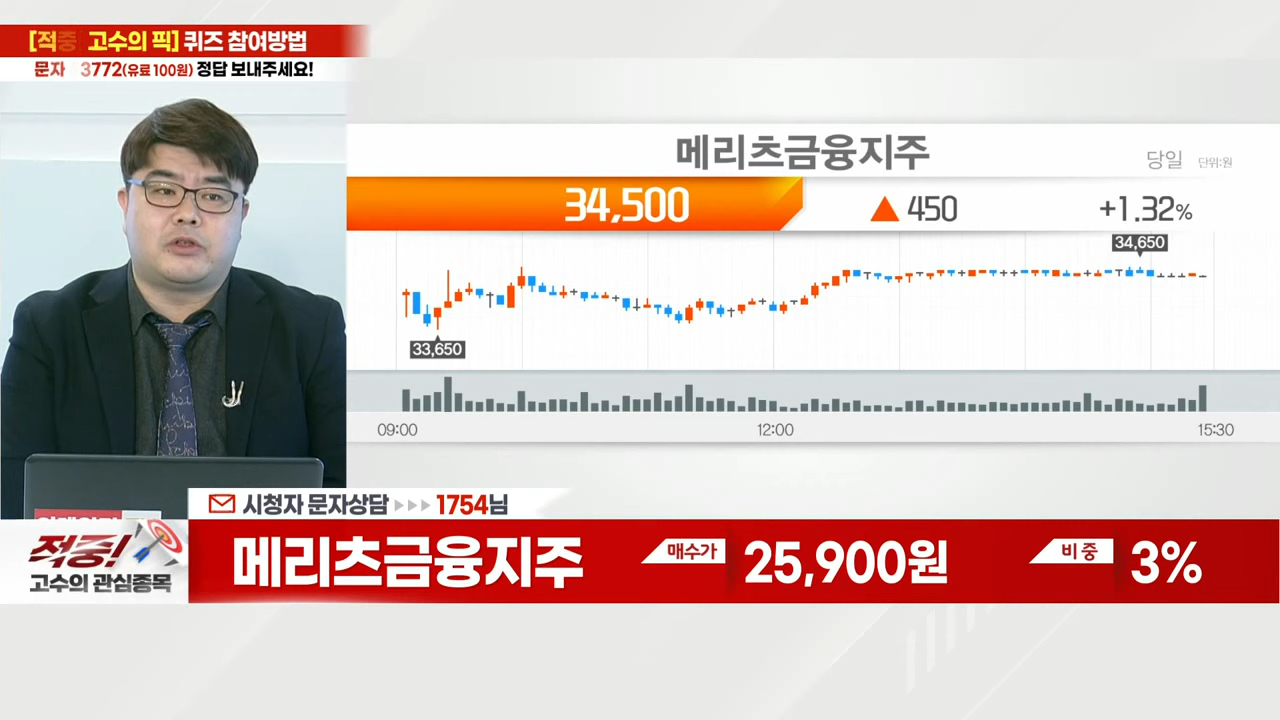 [적중 고수의 픽] 퀴즈 참여방법
문자 3772(유료 100원) 정답 보내주세요!
메리츠금융지주
당일 단위:원
34,500 ▲ 450 +1.32%
34,650
33,650
09:00 12:00 15:30
시청자 문자상담 ▷▷▷ 1754님
적중!
고수의 관심종목
메리츠금융지주 매수가 25,900원 비중 3%